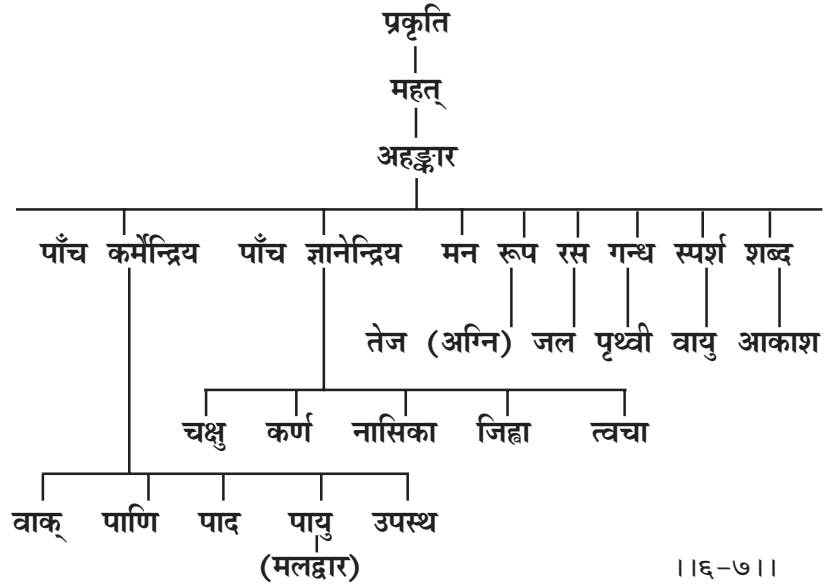 प्रकृति
महत्
अहङ्कार
पाँच कर्मेन्द्रिय पाँच ज्ञानेन्द्रिय मन रूप रस गन्ध स्पर्श शब्द
तेज (अग्नि) जल पृथ्वी वायु आकाश
चक्षु कर्ण नासिका जिह्वा त्वचा
वाक् पाणि पाद पायु उपस्थ
(मलद्वार) ।।६-७।।